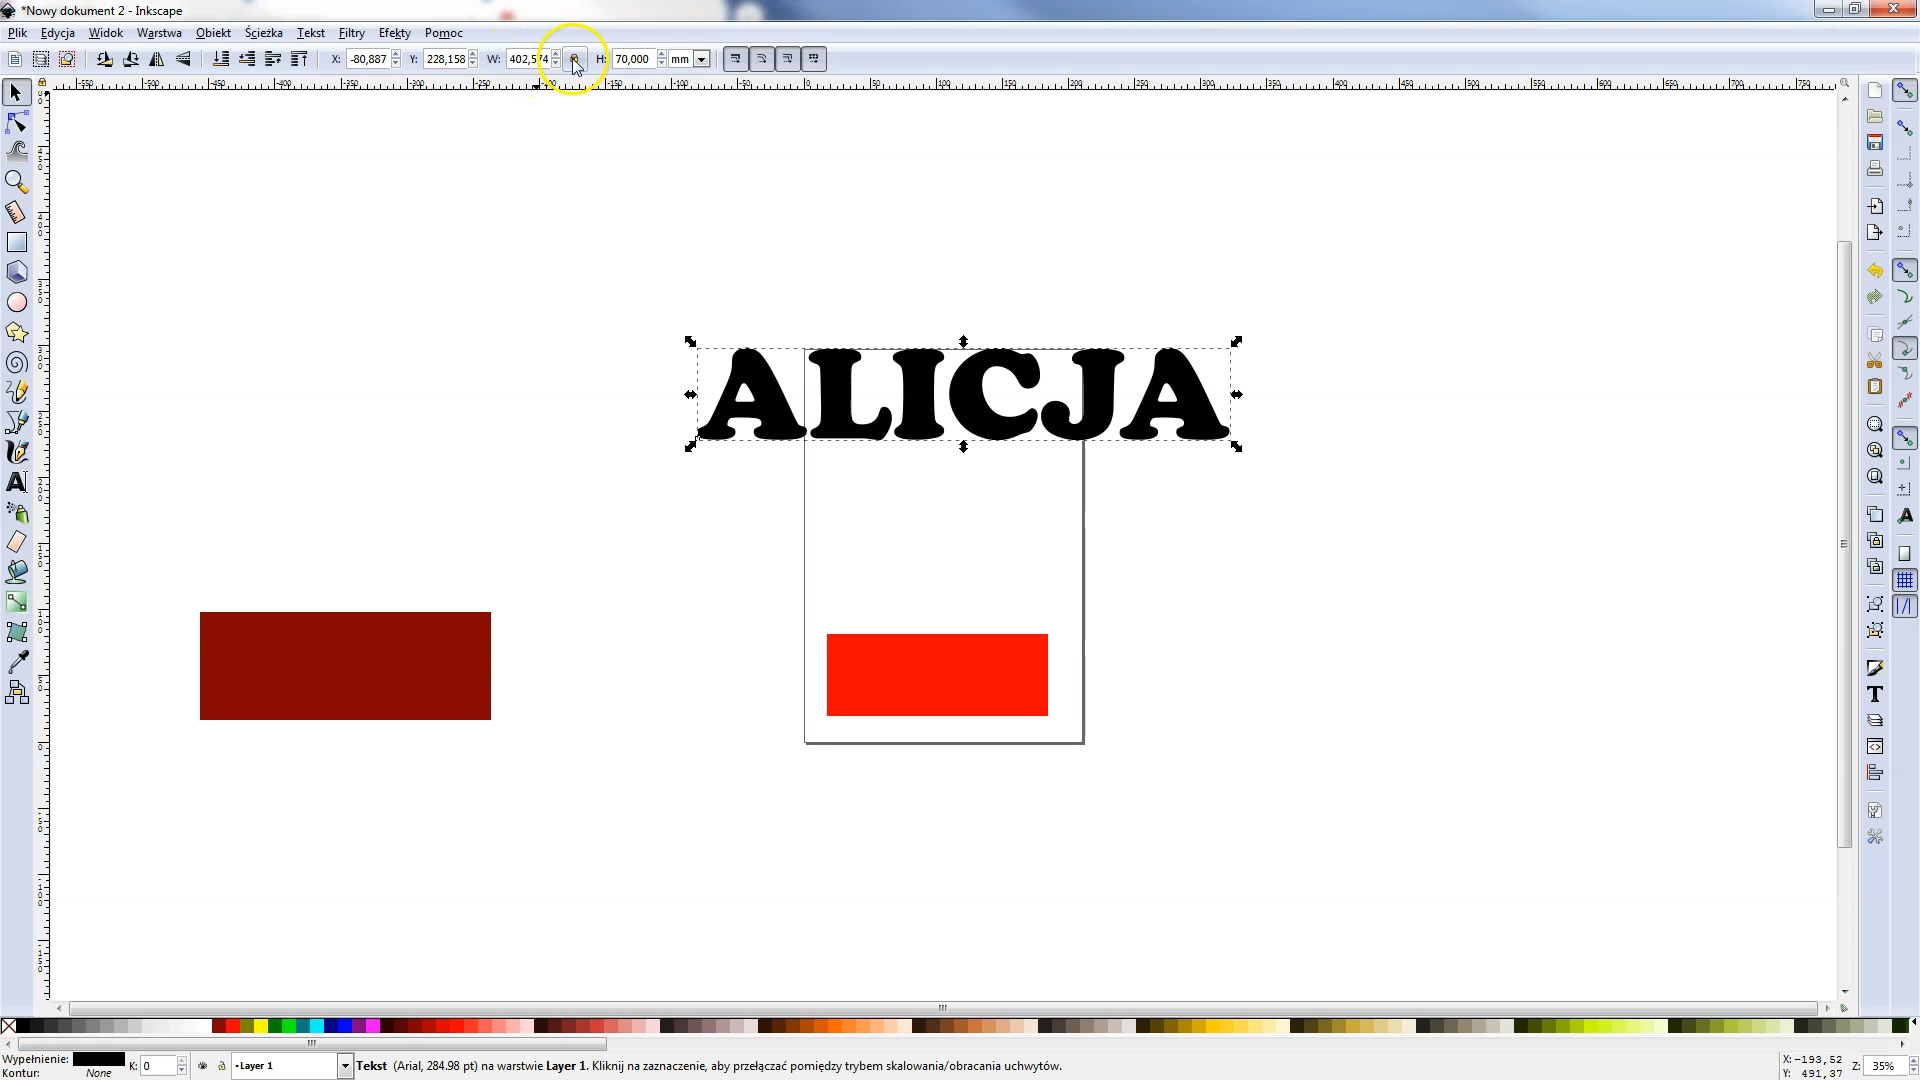 *Nowy dokument 2 - Inkscape
Plik Edycja Widok Warstwa Obiekt Ścieżka Tekst Filtry Efekty Pomoc
X: -80,887 Y: 228,158 W: 402,574 H: 70,000 mm
ALICJA
Wypełnienie: K: 0 •Layer 1 Tekst (Arial, 284.98 pt) na warstwie Layer 1. Kliknij na zaznaczenie, aby przełączać pomiędzy trybem skalowania/obracania uchwytów. X: -193,52 Z: 35%
Kontur: None Y: 491,37